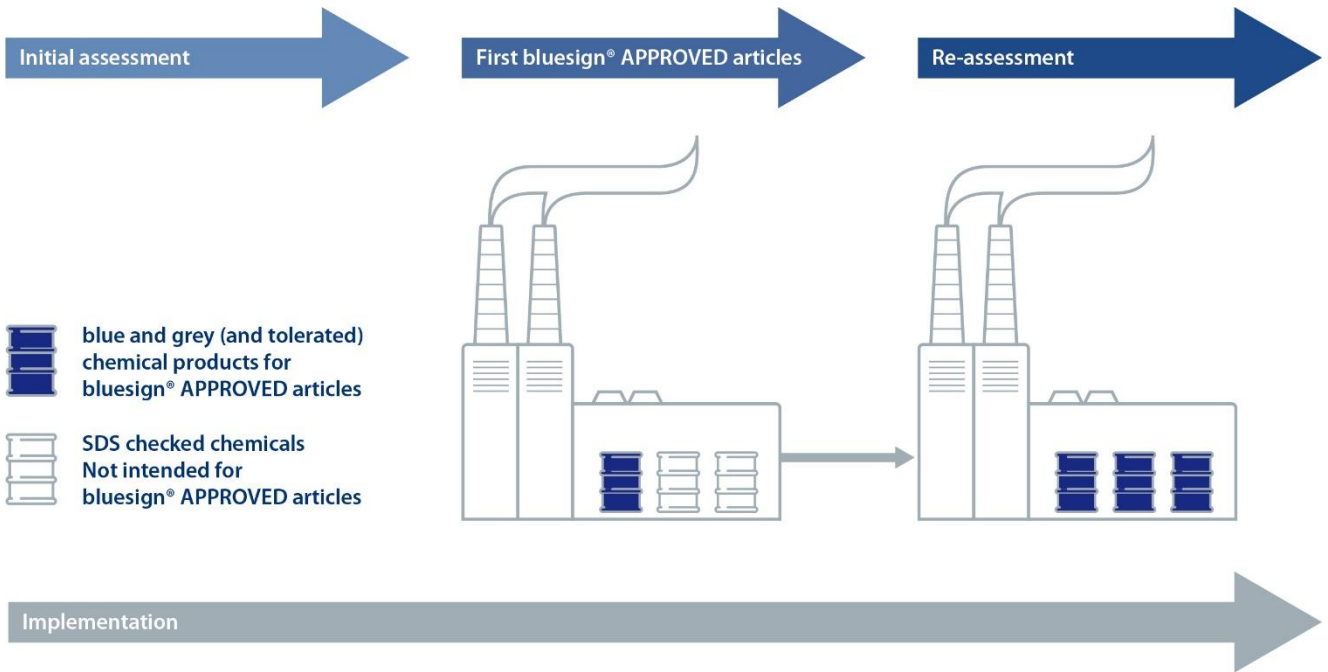 Initial assessment
First bluesign® APPROVED articles
Re-assessment
blue and grey (and tolerated)
chemical products for
bluesign® APPROVED articles
SDS checked chemicals
Not intended for
bluesign® APPROVED articles
Implementation